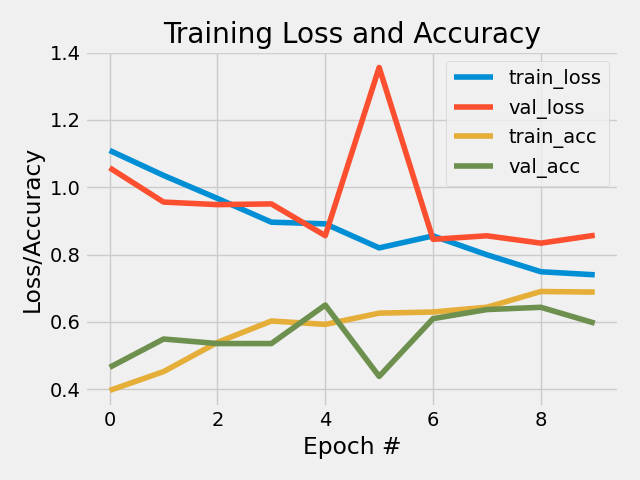 Training Loss and Accuracy
train_loss
val_loss
train_acc
val_acc
Loss/Accuracy
1.4
1.2
1.0
0.8
0.6
0.4
0 2 4 6 8
Epoch #